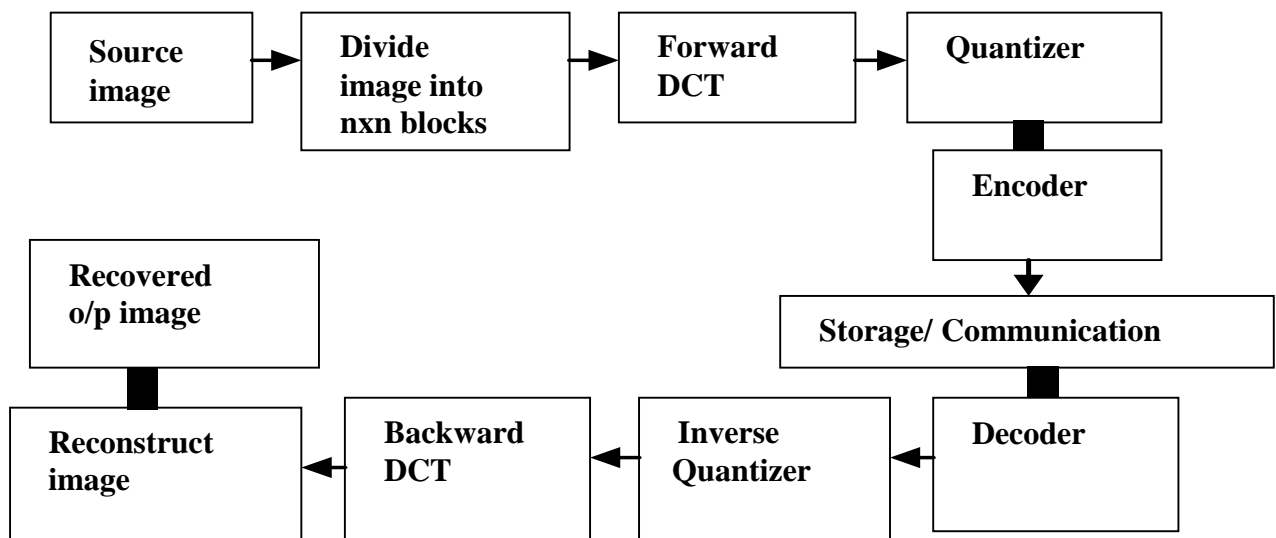 Source
image
Divide
image into
nxn blocks
Forward
DCT
Quantizer
Encoder
Storage/ Communication
Decoder
Inverse
Quantizer
Backward
DCT
Reconstruct
image
Recovered
o/p image